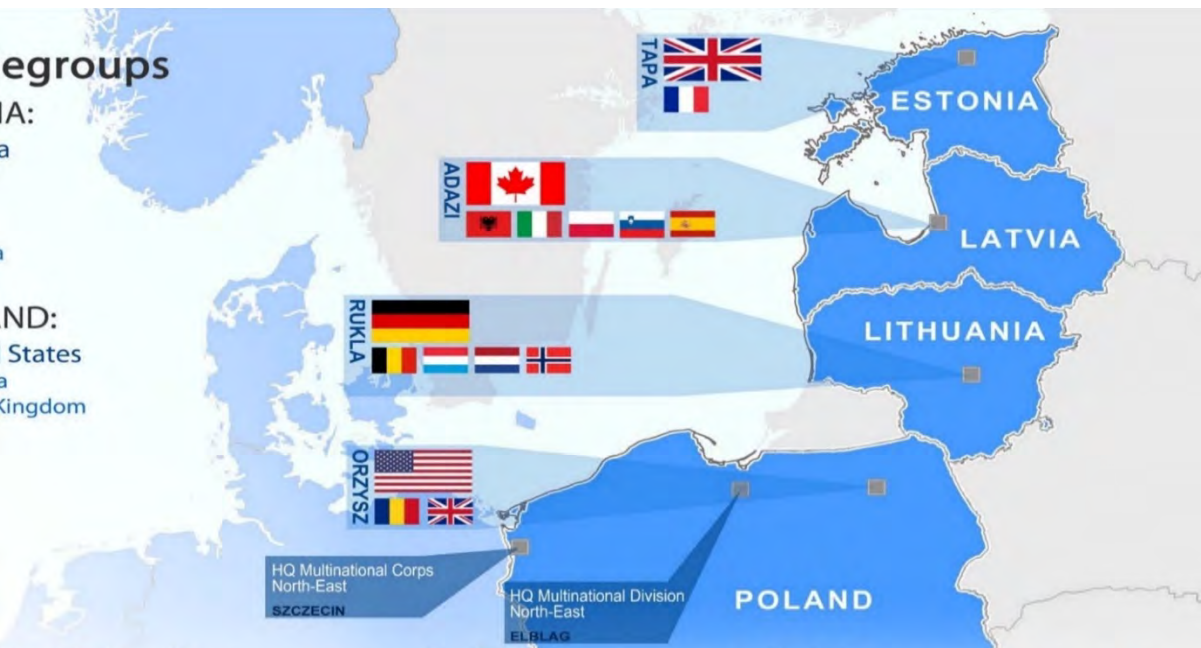 egroups
IA:
a
a
ND:
States
a
Kingdom
TAPA
ESTONIA
ADAZI
LATVIA
RUKLA
LITHUANIA
ORZYSZ
HQ Multinational Corps
North-East
SZCZECIN
HQ Multinational Division
North-East
ELBLAG
POLAND